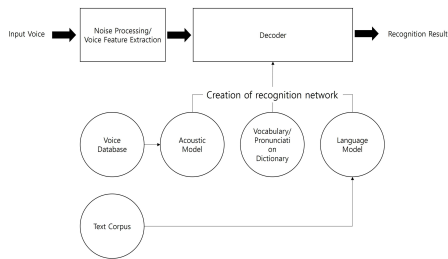 Input Voice
Noise Processing/
Voice Feature Extraction
Decoder
Recognition Result
Creation of recognition network
Voice
Database
Acoustic
Model
Vocabulary/
Pronunciati
on
Dictionary
Language
Model
Text Corpus